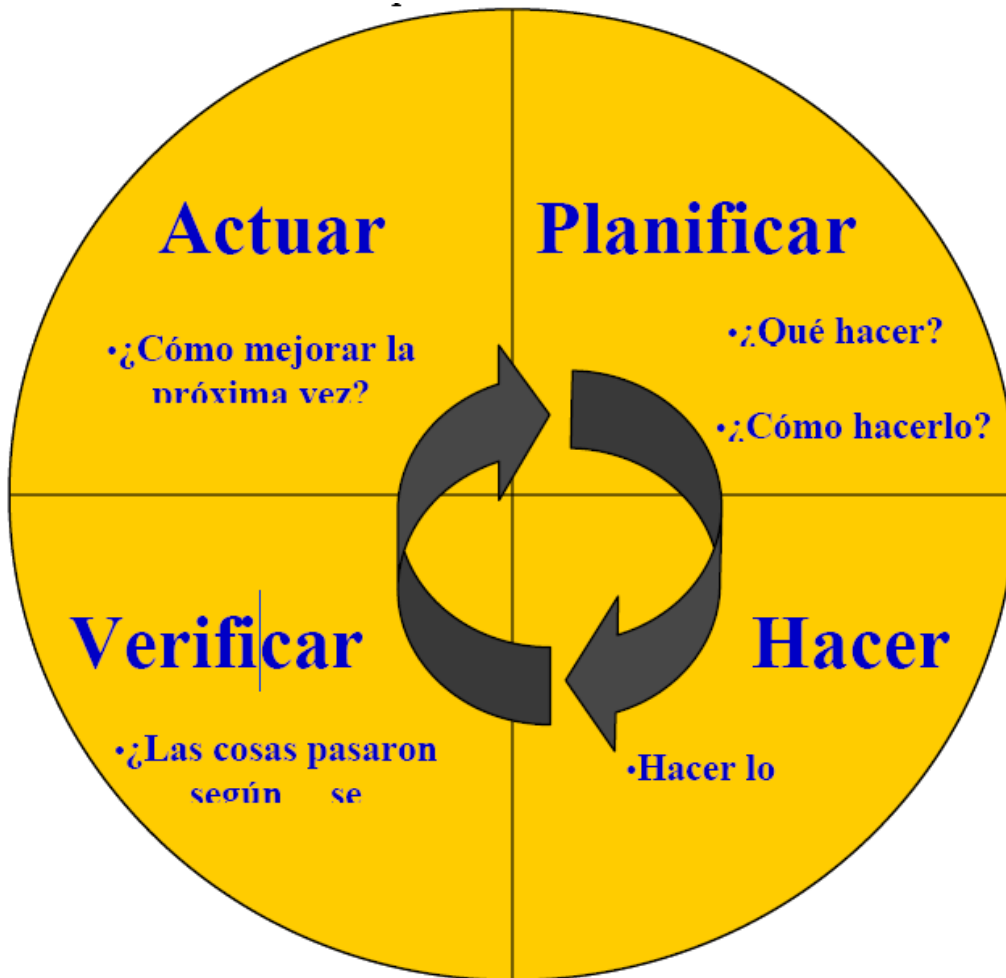 Actuar
•¿Cómo mejorar la
próxima vez?
Planificar
•¿Qué hacer?
•¿Cómo hacerlo?
Verificar
•¿Las cosas pasaron
según se
Hacer
•Hacer lo